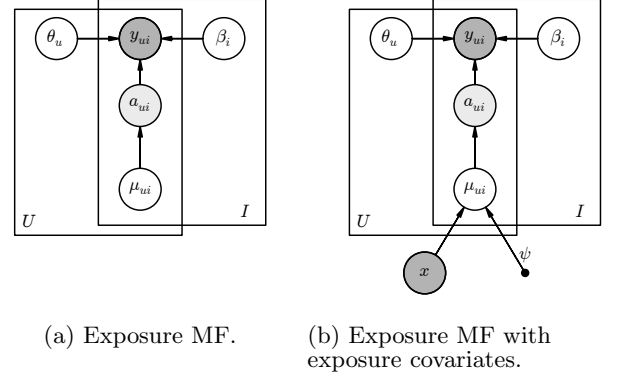 θ_u y_ui β_i
a_ui
μ_ui
U I
(a) Exposure MF.
θ_u y_ui β_i
a_ui
μ_ui
U I
x ψ
(b) Exposure MF with
exposure covariates.